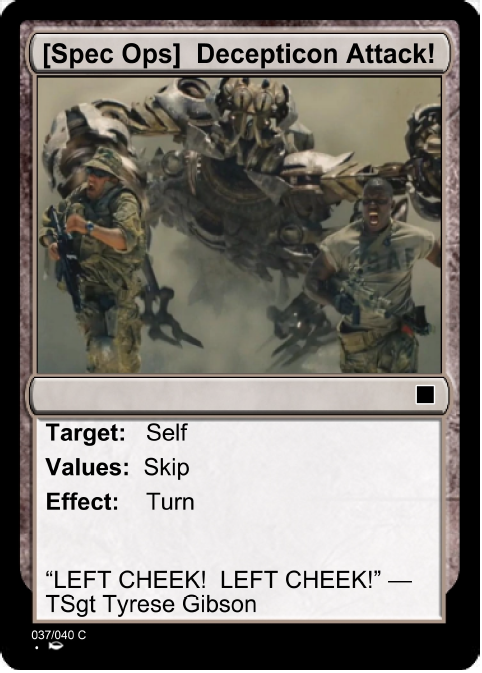 [Spec Ops]  Decepticon Attack!
Target:   Self
Values:  Skip
Effect:    Turn
“LEFT CHEEK!  LEFT CHEEK!” —
TSgt Tyrese Gibson
037/040 C